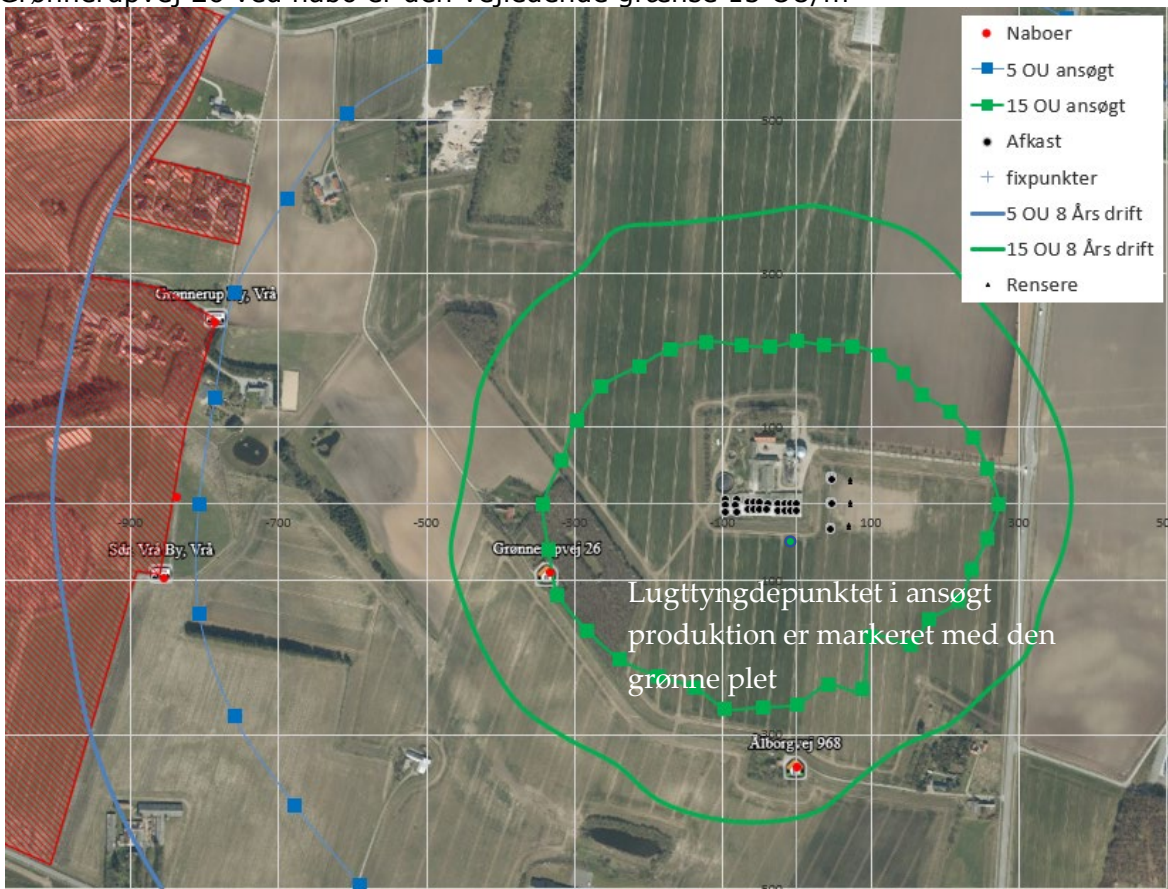 Grønnerupvej 26 ved nabo er den vejledende grænse 15 OU/m
Naboer
5 OU ansøgt
15 OU ansøgt
Afkast
fixpunkter
5 OU 8 Års drift
15 OU 8 Års drift
Rensere
500
300
Grønnerup By, Vrå
100
-900
-700
-500
-300
-100
100
300
50
Sdr. Vrå By, Vrå
Grønnerupvej 26
100
Lugttyngdepunktet i ansøgt
produktion er markeret med den
grønne plet
300
Ålborgvej 968
500